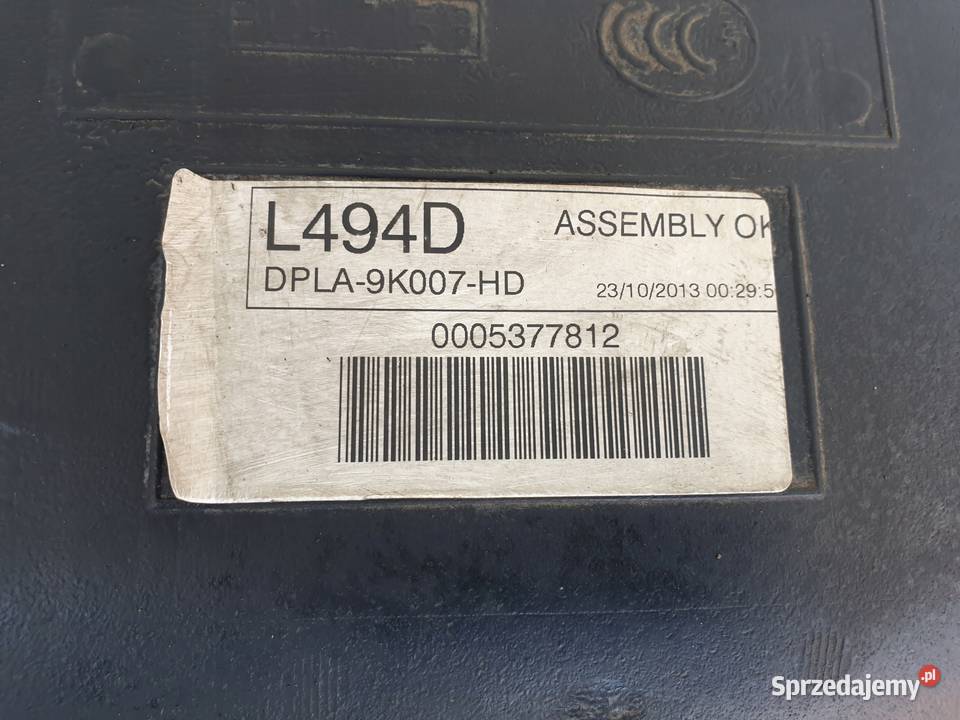 L494D
ASSEMBLY OK
DPLA-9K007-HD
23/10/2013 00:29:5
0005377812
Sprzedajemy.pl